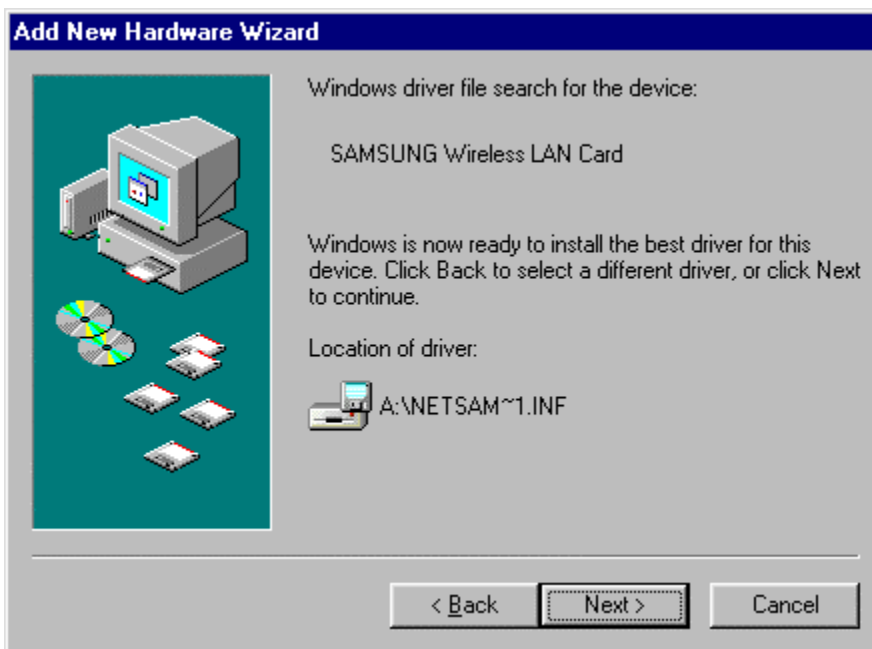 Add New Hardware Wizard
Windows driver file search for the device:
SAMSUNG Wireless LAN Card
Windows is now ready to install the best driver for this
device. Click Back to select a different driver, or click Next
to continue.
Location of driver:
A:\NETSAM~1.INF
< Back
Next >
Cancel